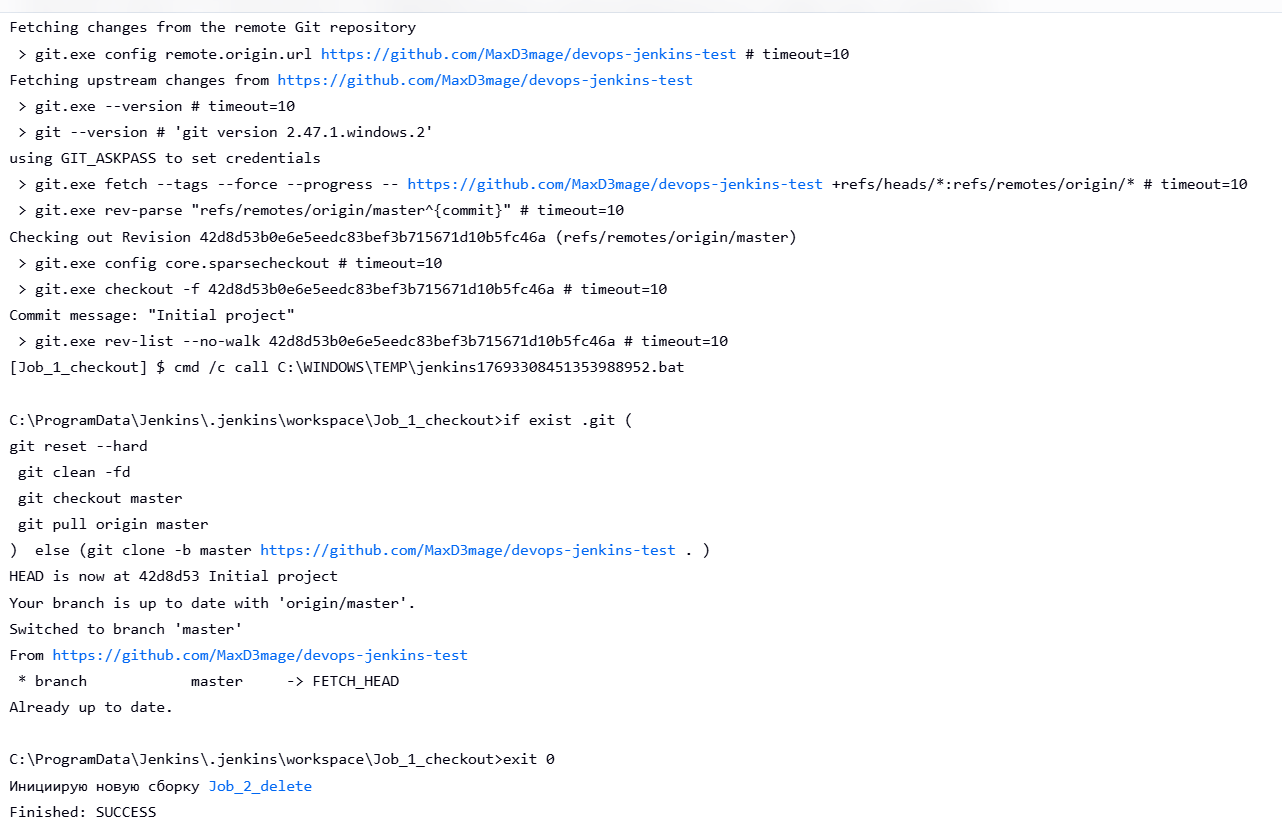 Fetching changes from the remote Git repository
 > git.exe config remote.origin.url https://github.com/MaxD3mage/devops-jenkins-test # timeout=10
Fetching upstream changes from https://github.com/MaxD3mage/devops-jenkins-test
 > git.exe --version # timeout=10
 > git --version # 'git version 2.47.1.windows.2'
using GIT_ASKPASS to set credentials
 > git.exe fetch --tags --force --progress -- https://github.com/MaxD3mage/devops-jenkins-test +refs/heads/*:refs/remotes/origin/* # timeout=10
 > git.exe rev-parse "refs/remotes/origin/master^{commit}" # timeout=10
Checking out Revision 42d8d53b0e6e5eedc83bef3b715671d10b5fc46a (refs/remotes/origin/master)
 > git.exe config core.sparsecheckout # timeout=10
 > git.exe checkout -f 42d8d53b0e6e5eedc83bef3b715671d10b5fc46a # timeout=10
Commit message: "Initial project"
 > git.exe rev-list --no-walk 42d8d53b0e6e5eedc83bef3b715671d10b5fc46a # timeout=10
[Job_1_checkout] $ cmd /c call C:\WINDOWS\TEMP\jenkins17693308451353988952.bat

C:\ProgramData\Jenkins\.jenkins\workspace\Job_1_checkout>if exist .git (
git reset --hard
 git clean -fd
 git checkout master
 git pull origin master
)  else (git clone -b master https://github.com/MaxD3mage/devops-jenkins-test . )
HEAD is now at 42d8d53 Initial project
Your branch is up to date with 'origin/master'.
Switched to branch 'master'
From https://github.com/MaxD3mage/devops-jenkins-test
 * branch            master     -> FETCH_HEAD
Already up to date.

C:\ProgramData\Jenkins\.jenkins\workspace\Job_1_checkout>exit 0
Инициирую новую сборку Job_2_delete
Finished: SUCCESS